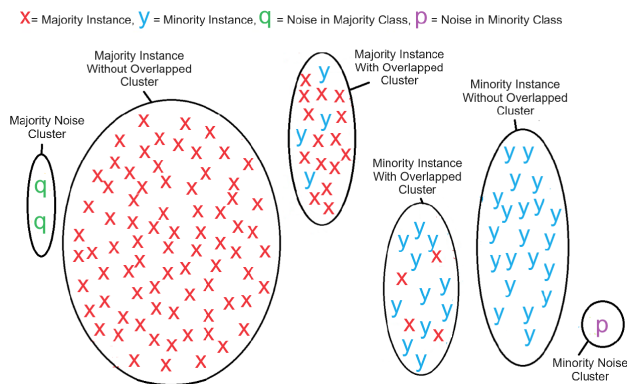 x = Majority Instance, y = Minority Instance, q = Noise in Majority Class, p = Noise in Minority Class
Majority Instance
Without Overlapped
Cluster
Majority Instance
With Overlapped
Cluster
Minority Instance
Without Overlapped
Cluster
Majority Noise
Cluster
Minority Instance
With Overlapped
Cluster
q
q
p
Minority Noise
Cluster